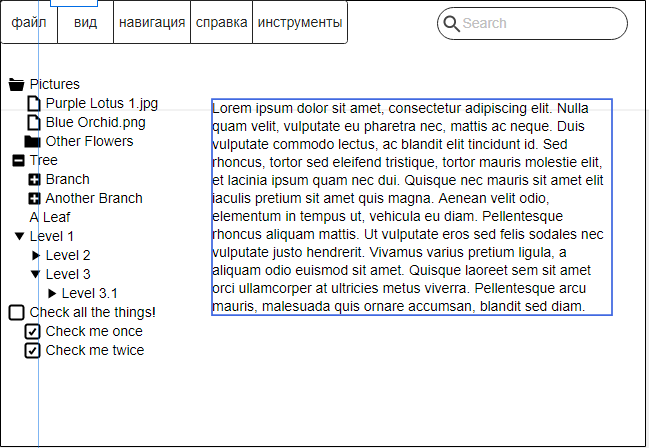 файл вид навигация справка инструменты Search
Pictures
Purple Lotus 1.jpg
Blue Orchid.png
Other Flowers
Tree
Branch
Another Branch
A Leaf
Level 1
Level 2
Level 3
Level 3.1
Check all the things!
Check me once
Check me twice
Lorem ipsum dolor sit amet, consectetur adipiscing elit. Nulla
quam velit, vulputate eu pharetra nec, mattis ac neque. Duis
vulputate commodo lectus, ac blandit elit tincidunt id. Sed
rhoncus, tortor sed eleifend tristique, tortor mauris molestie elit,
et lacinia ipsum quam nec dui. Quisque nec mauris sit amet elit
iaculis pretium sit amet quis magna. Aenean velit odio,
elementum in tempus ut, vehicula eu diam. Pellentesque
rhoncus aliquam mattis. Ut vulputate eros sed felis sodales nec
vulputate justo hendrerit. Vivamus varius pretium ligula, a
aliquam odio euismod sit amet. Quisque laoreet sem sit amet
orci ullamcorper at ultricies metus viverra. Pellentesque arcu
mauris, malesuada quis ornare accumsan, blandit sed diam.